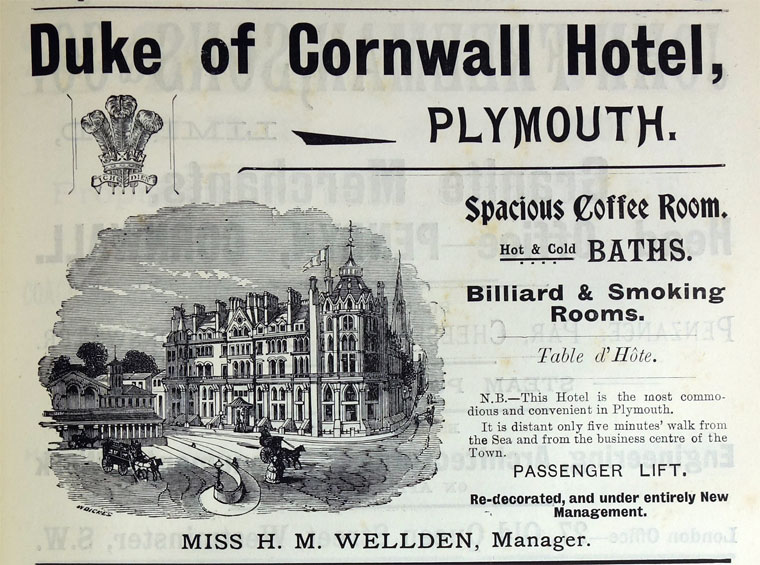 Duke of Cornwall Hotel,
PLYMOUTH.
ICH DIEN
Spacious Coffee Room.
Hot & Cold BATHS.
Billiard & Smoking
Rooms.
Table d'Hôte.
N.B.—This Hotel is the most commo-
dious and convenient in Plymouth.
It is distant only five minutes' walk from
the Sea and from the business centre of the
Town.
PASSENGER LIFT.
Re-decorated, and under entirely New
Management.
MISS H. M. WELLDEN, Manager.